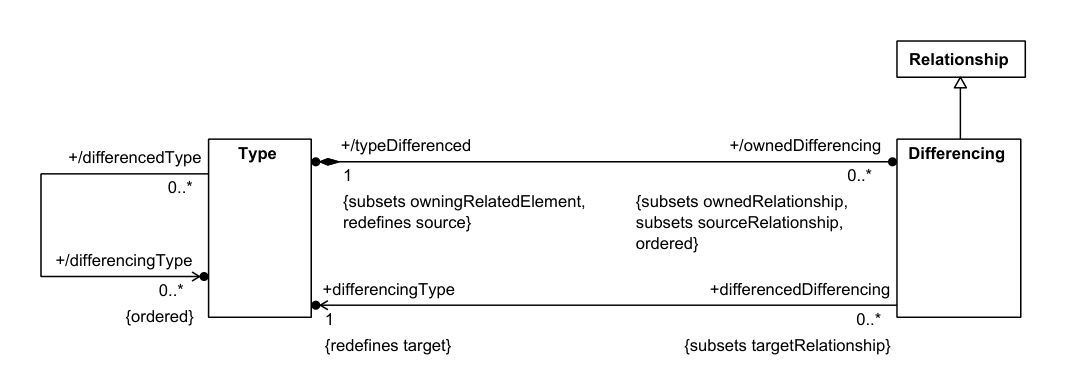 Relationship
+/differencedType
0..*
Type
+/typeDifferenced
1
{subsets owningRelatedElement,
redefines source}
+/ownedDifferencing
0..*
{subsets ownedRelationship,
subsets sourceRelationship,
ordered}
Differencing
+/differencingType
0..*
{ordered}
+differencingType
1
{redefines target}
+differencedDifferencing
0..*
{subsets targetRelationship}